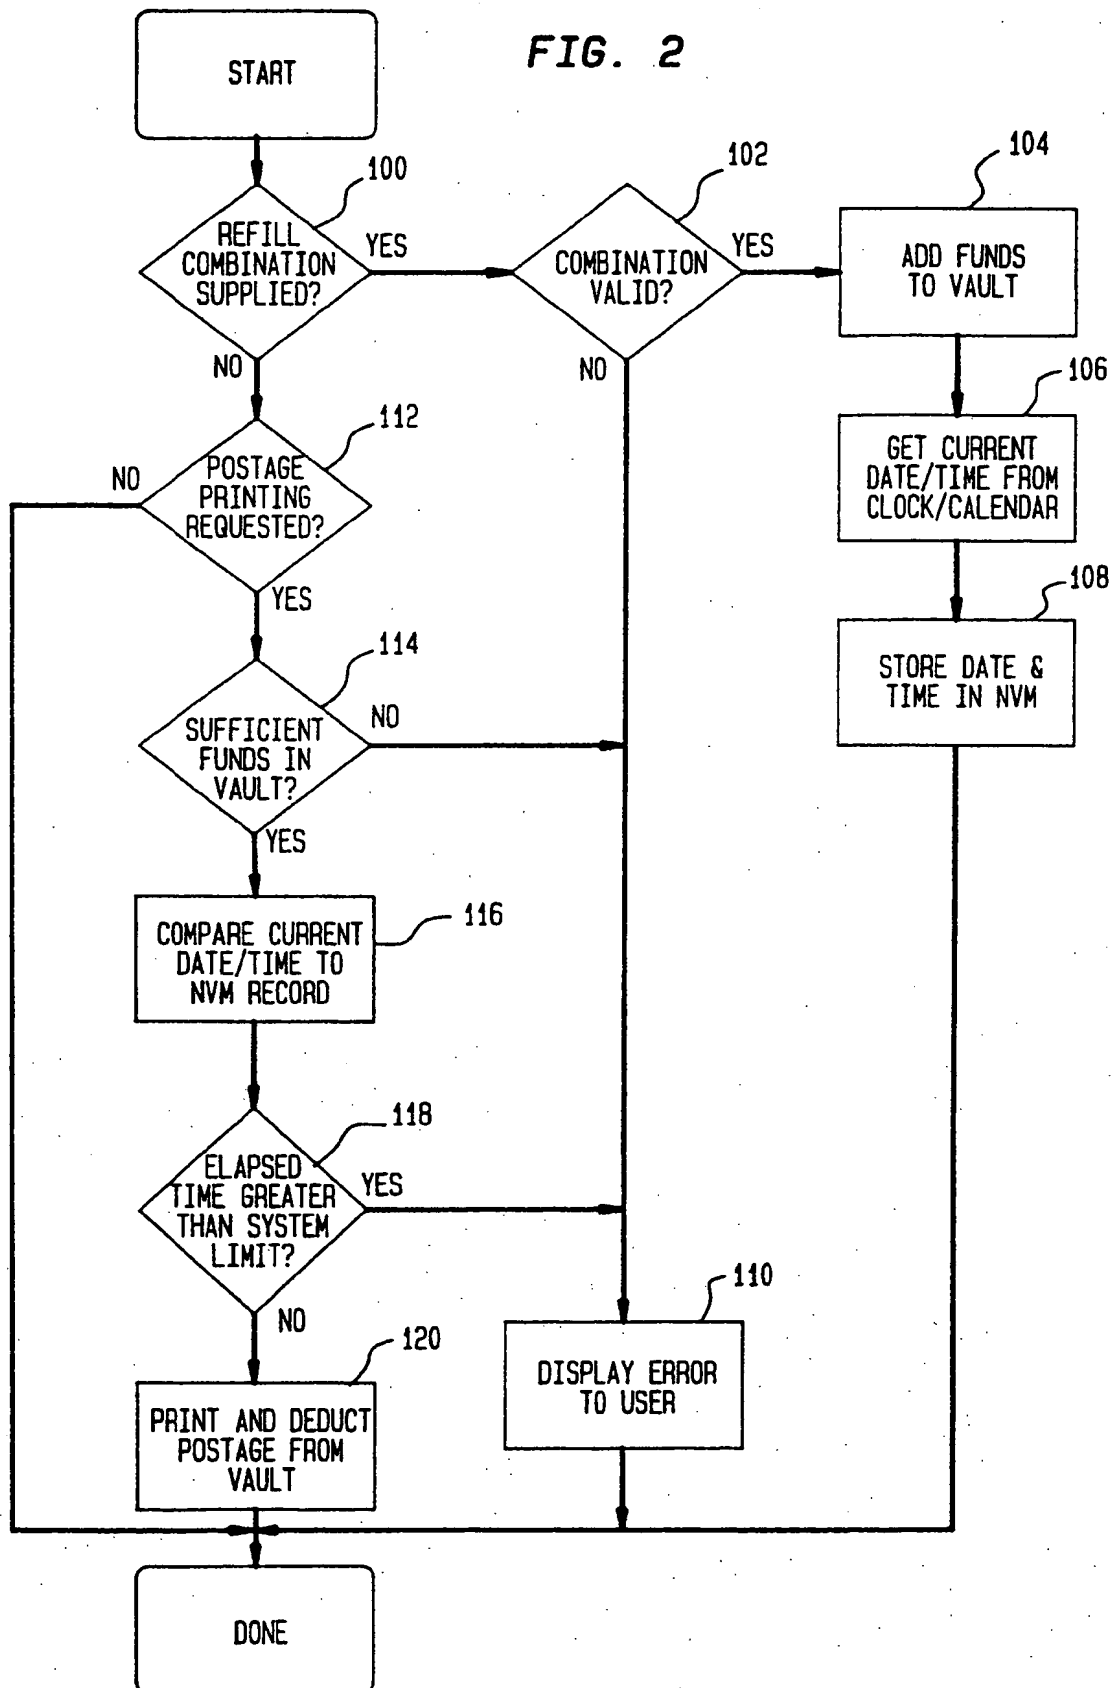 FIG. 2
START
100
REFILL
COMBINATION
SUPPLIED?
YES
NO
102
COMBINATION
VALID?
YES
NO
104
ADD FUNDS
TO VAULT
106
GET CURRENT
DATE/TIME FROM
CLOCK/CALENDAR
108
STORE DATE &
TIME IN NVM
112
POSTAGE
PRINTING
REQUESTED?
NO
YES
114
SUFFICIENT
FUNDS IN
VAULT?
NO
YES
116
COMPARE CURRENT
DATE/TIME TO
NVM RECORD
118
ELAPSED
TIME GREATER
THAN SYSTEM
LIMIT?
YES
NO
110
DISPLAY ERROR
TO USER
120
PRINT AND DEDUCT
POSTAGE FROM
VAULT
DONE